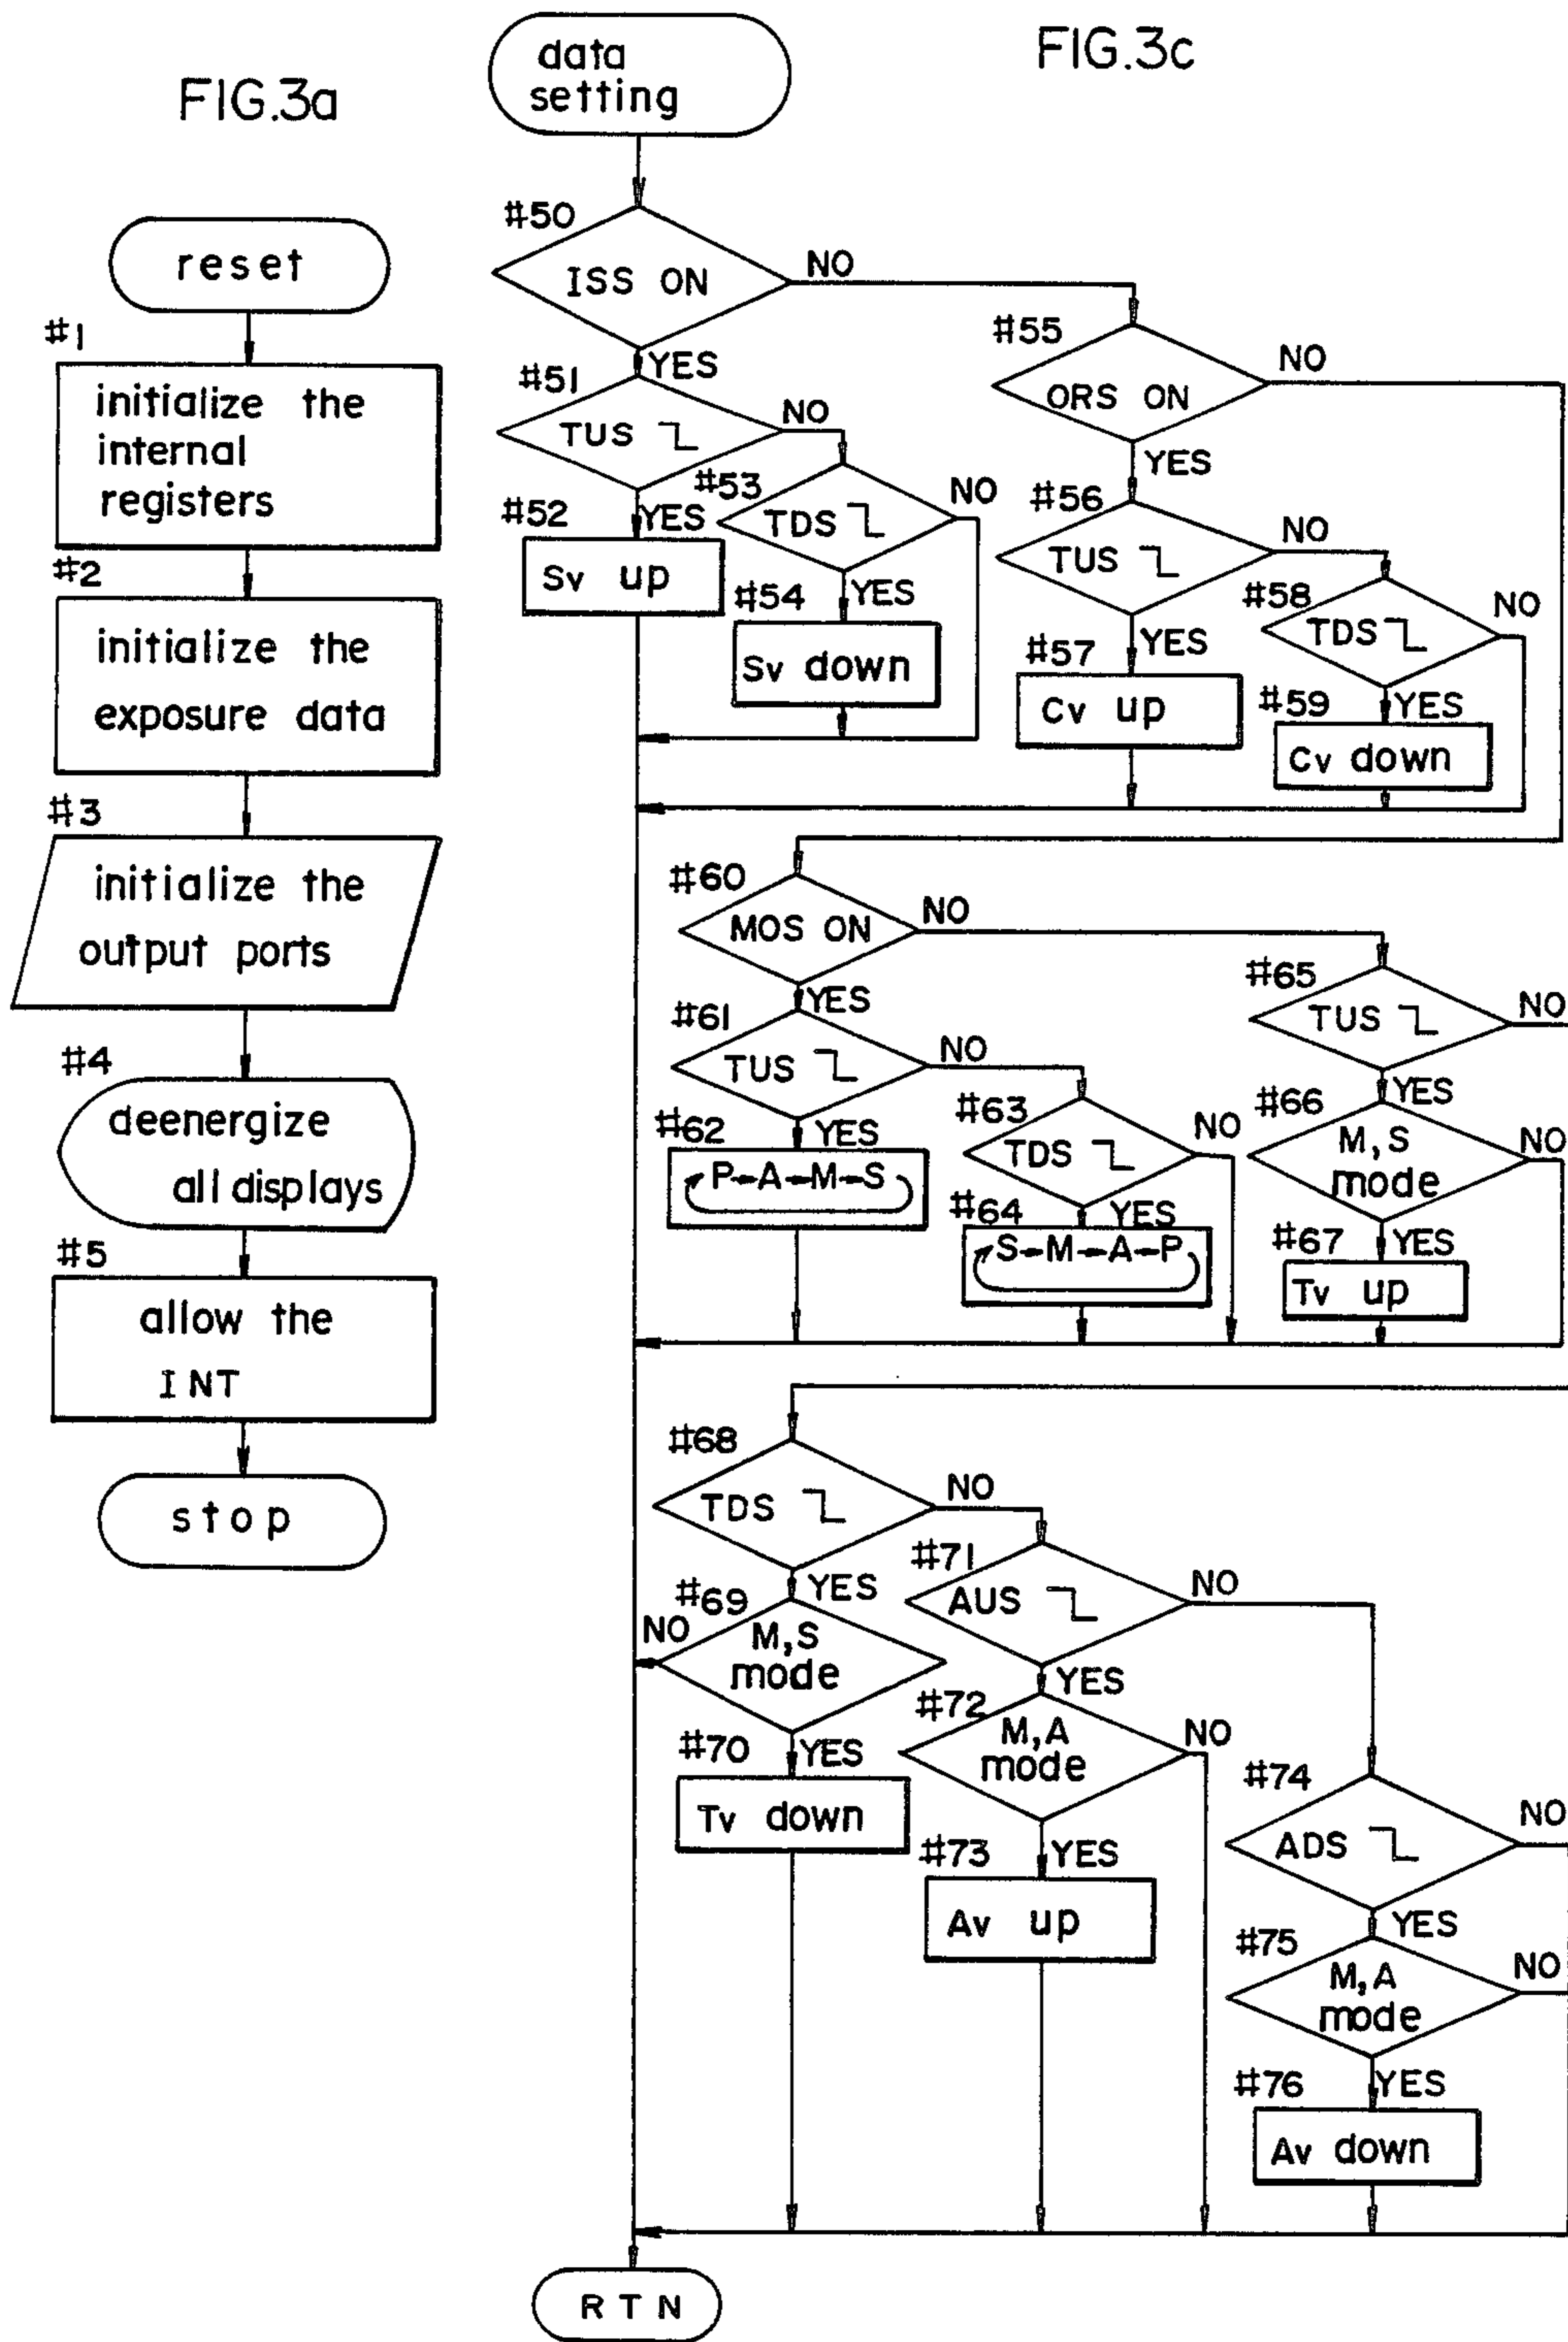 FIG.3a
reset
#1
initialize the
internal
registers
#2
initialize the
exposure data
#3
initialize the
output ports
#4
deenergize
all displays
#5
allow the
INT
stop
FIG.3c
data
setting
#50
ISS ON
NO
YES
#51
TUS
NO
YES
#52
Sv up
#53
TDS
NO
YES
#54
Sv down
#55
ORS ON
NO
YES
#56
TUS
NO
YES
#57
Cv up
#58
TDS
NO
YES
#59
Cv down
#60
MOS ON
NO
YES
#61
TUS
NO
YES
#62
P→A→M→S
#63
TDS
NO
YES
#64
S→M→A→P
#65
TUS
NO
YES
#66
M,S
mode
NO
YES
#67
Tv up
#68
TDS
NO
YES
#69
M,S
mode
NO
YES
#70
Tv down
#71
AUS
NO
YES
#72
M,A
mode
NO
YES
#73
Av up
#74
ADS
NO
YES
#75
M,A
mode
NO
YES
#76
Av down
RTN